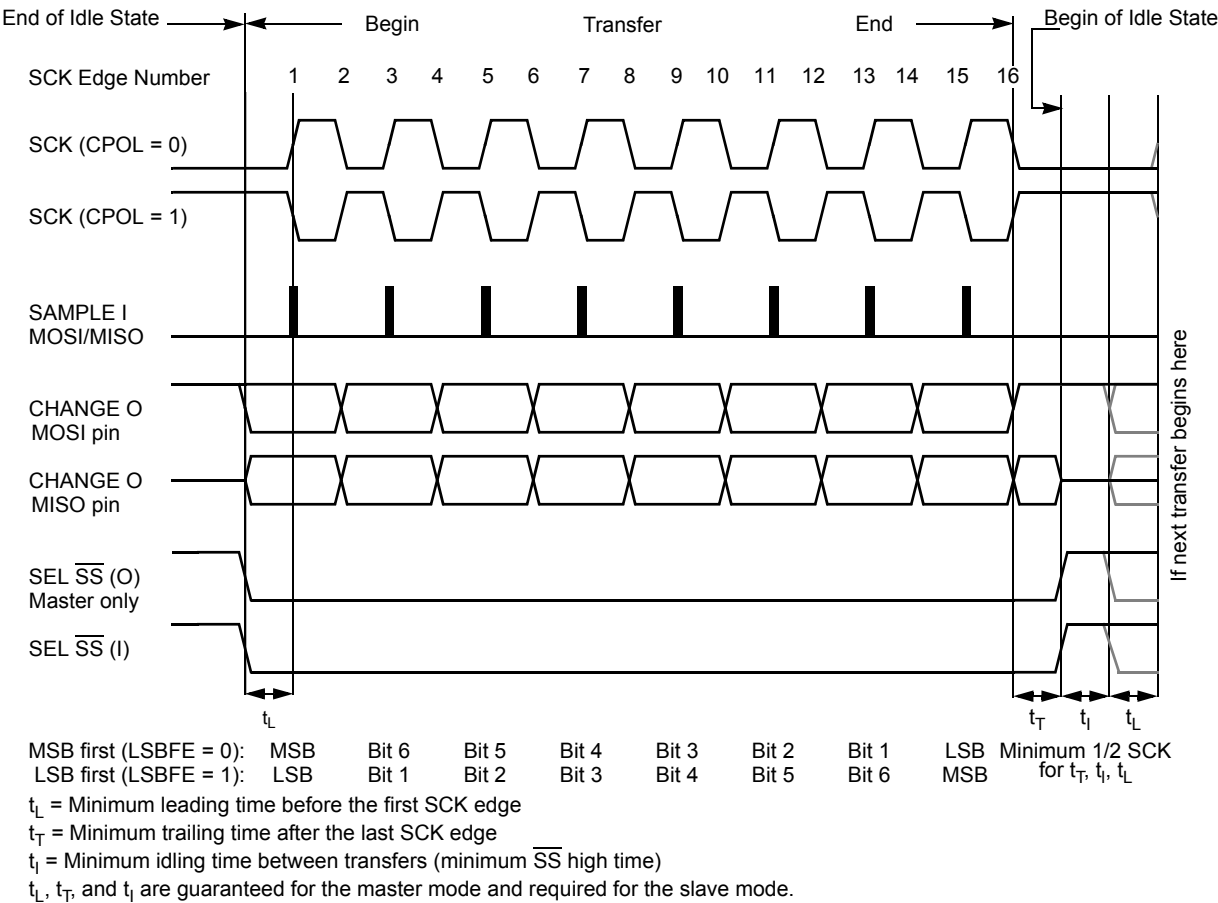 End of Idle State
Begin
Transfer
End
Begin of Idle State
SCK Edge Number
1 2 3 4 5 6 7 8 9 10 11 12 13 14 15 16
SCK (CPOL = 0)
SCK (CPOL = 1)
SAMPLE I
MOSI/MISO
CHANGE O
MOSI pin
CHANGE O
MISO pin
SEL SS (O)
Master only
SEL SS (I)
If next transfer begins here
tL
tT tI tL
MSB first (LSBFE = 0): MSB Bit 6 Bit 5 Bit 4 Bit 3 Bit 2 Bit 1 LSB Minimum 1/2 SCK
LSB first (LSBFE = 1): LSB Bit 1 Bit 2 Bit 3 Bit 4 Bit 5 Bit 6 MSB for tT, tI, tL
tL = Minimum leading time before the first SCK edge
tT = Minimum trailing time after the last SCK edge
tI = Minimum idling time between transfers (minimum SS high time)
tL, tT, and tI are guaranteed for the master mode and required for the slave mode.